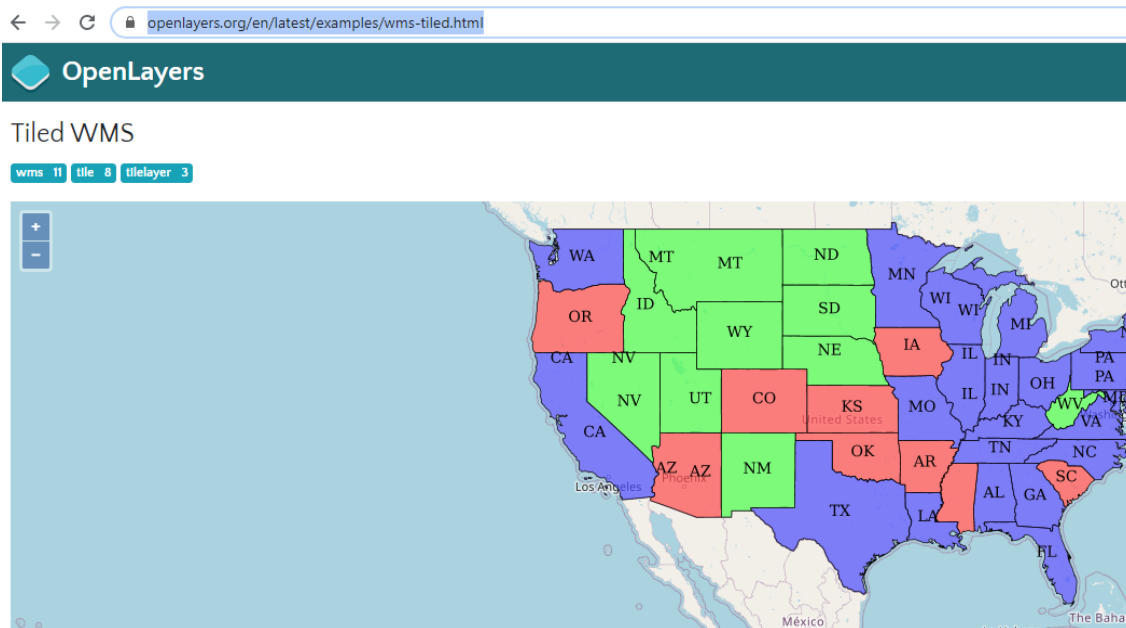 openlayers.org/en/latest/examples/wms-tiled.html
OpenLayers
Tiled WMS
wms 11 tile 8 tilelayer 3
+
−
WA MT MT ND MN
OR ID SD WI WI MI Ott
WY
CA NV NE IA IL IN PA
NV UT CO KS MO IL IN OH PA
United States
WV
CA KY VA
AZ AZ NM OK AR TN NC
Los Angeles Phoenix SC
TX LA AL GA
FL
México
The Baha